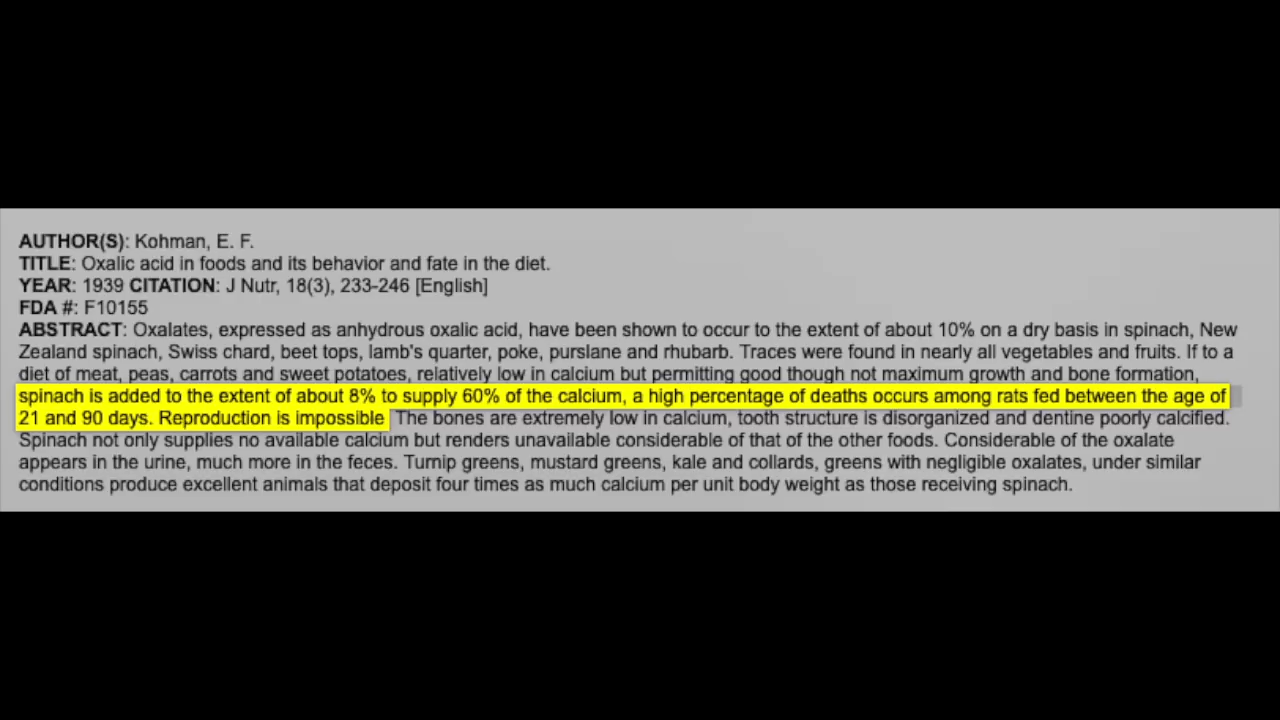 AUTHOR(S): Kohman, E. F.
TITLE: Oxalic acid in foods and its behavior and fate in the diet.
YEAR: 1939 CITATION: J Nutr, 18(3), 233-246 [English]
FDA #: F10155
ABSTRACT: Oxalates, expressed as anhydrous oxalic acid, have been shown to occur to the extent of about 10% on a dry basis in spinach, New
Zealand spinach, Swiss chard, beet tops, lamb's quarter, poke, purslane and rhubarb. Traces were found in nearly all vegetables and fruits. If to a
diet of meat, peas, carrots and sweet potatoes, relatively low in calcium but permitting good though not maximum growth and bone formation,
spinach is added to the extent of about 8% to supply 60% of the calcium, a high percentage of deaths occurs among rats fed between the age of
21 and 90 days. Reproduction is impossible The bones are extremely low in calcium, tooth structure is disorganized and dentine poorly calcified.
Spinach not only supplies no available calcium but renders unavailable considerable of that of the other foods. Considerable of the oxalate
appears in the urine, much more in the feces. Turnip greens, mustard greens, kale and collards, greens with negligible oxalates, under similar
conditions produce excellent animals that deposit four times as much calcium per unit body weight as those receiving spinach.